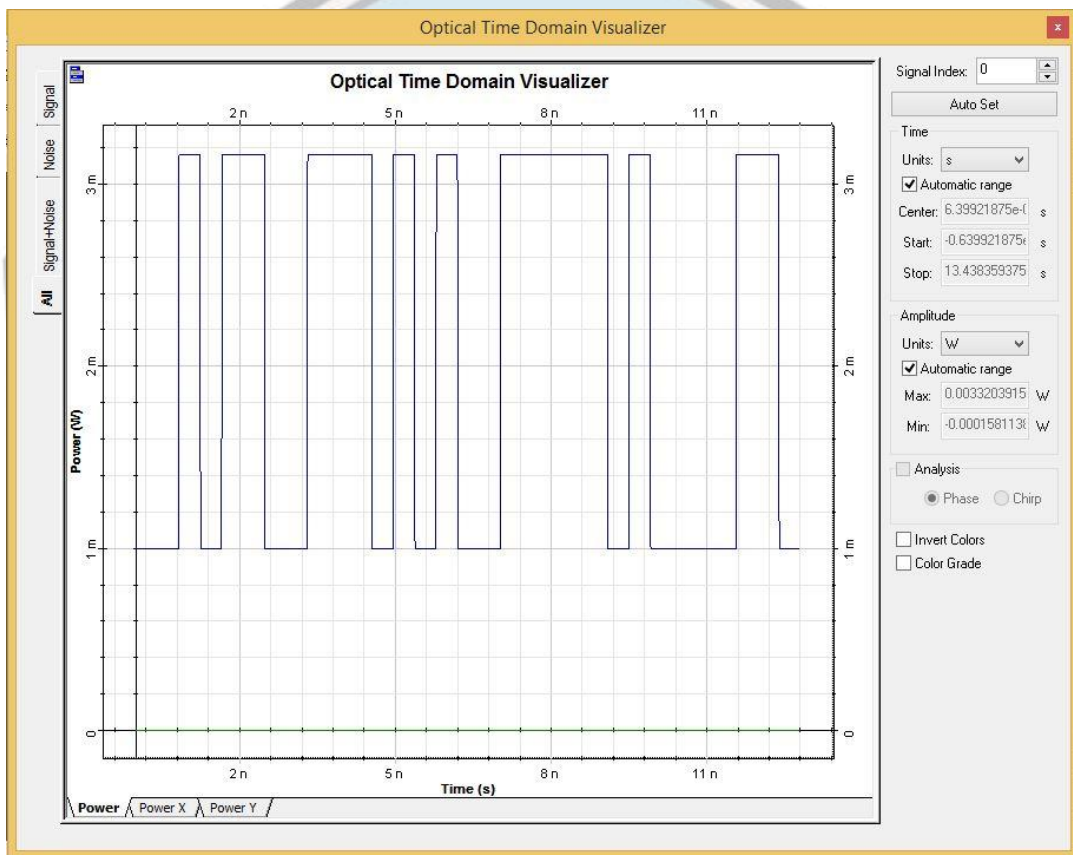 Optical Time Domain Visualizer
x
Signal
Noise
Signal+Noise
All
Optical Time Domain Visualizer
2 n 5 n 8 n 11 n
3 m
2 m
1 m
0
Power (W)
3 m
2 m
1 m
0
2 n 5 n 8 n 11 n
Time (s)
Power Power X Power Y
Signal Index: 0
Auto Set
Time
Units: s
Automatic range
Center: 6.39921875e-( s
Start: -0.639921875e s
Stop: 13.438359375 s
Amplitude
Units: W
Automatic range
Max: 0.0033203915 W
Min: -0.000158113 W
Analysis
Phase Chirp
Invert Colors
Color Grade